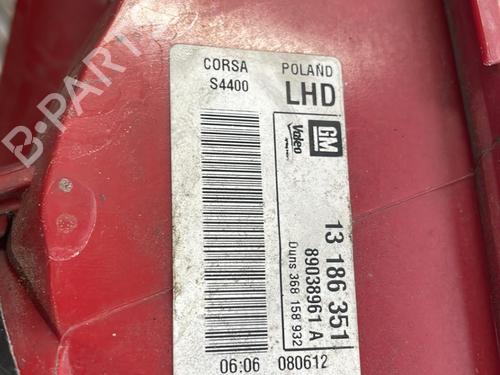 CORSA POLAND
S4400 LHD
Valeo GM
13 186 351
89038961 A
Duns 368 158 932
06:06 080612
B-PARTS